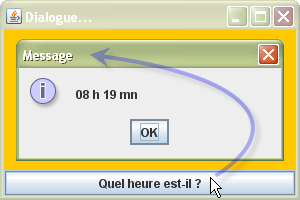 Dialogue...
Message
08 h 19 mn
OK
Quel heure est-il ?